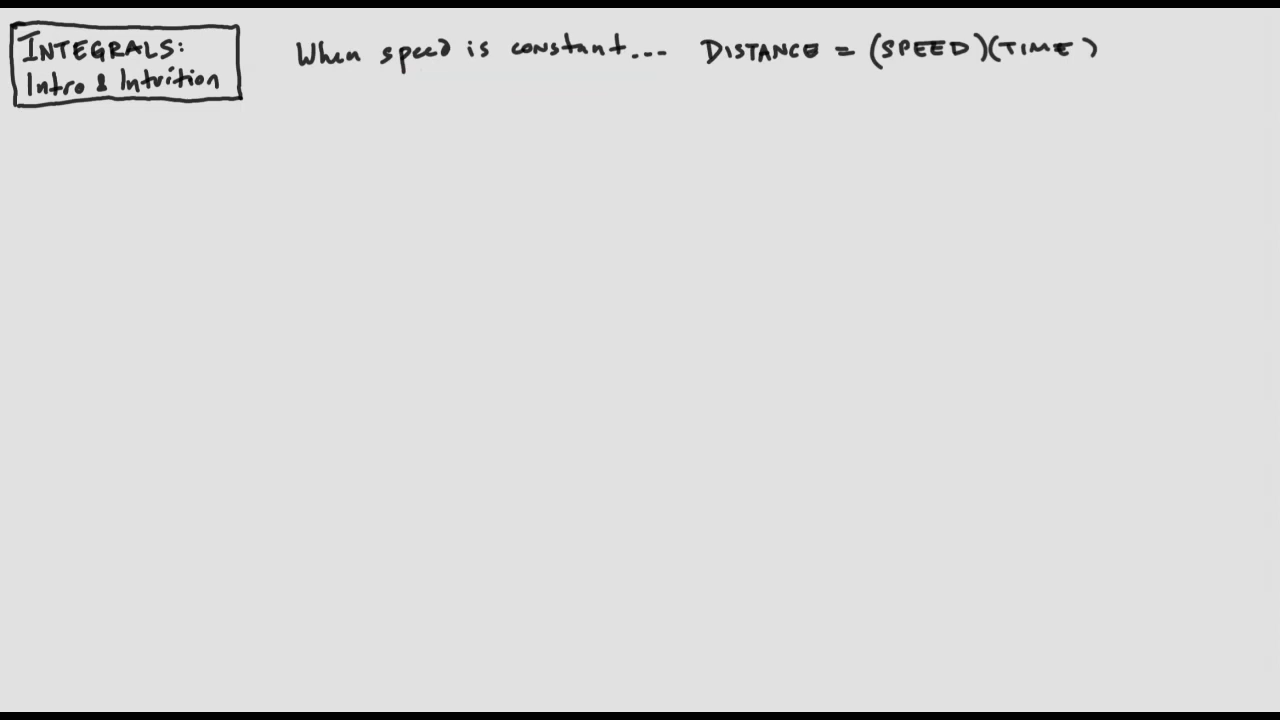 INTEGRALS:
Intro & Intuition
When speed is constant... DISTANCE = (SPEED)(TIME)